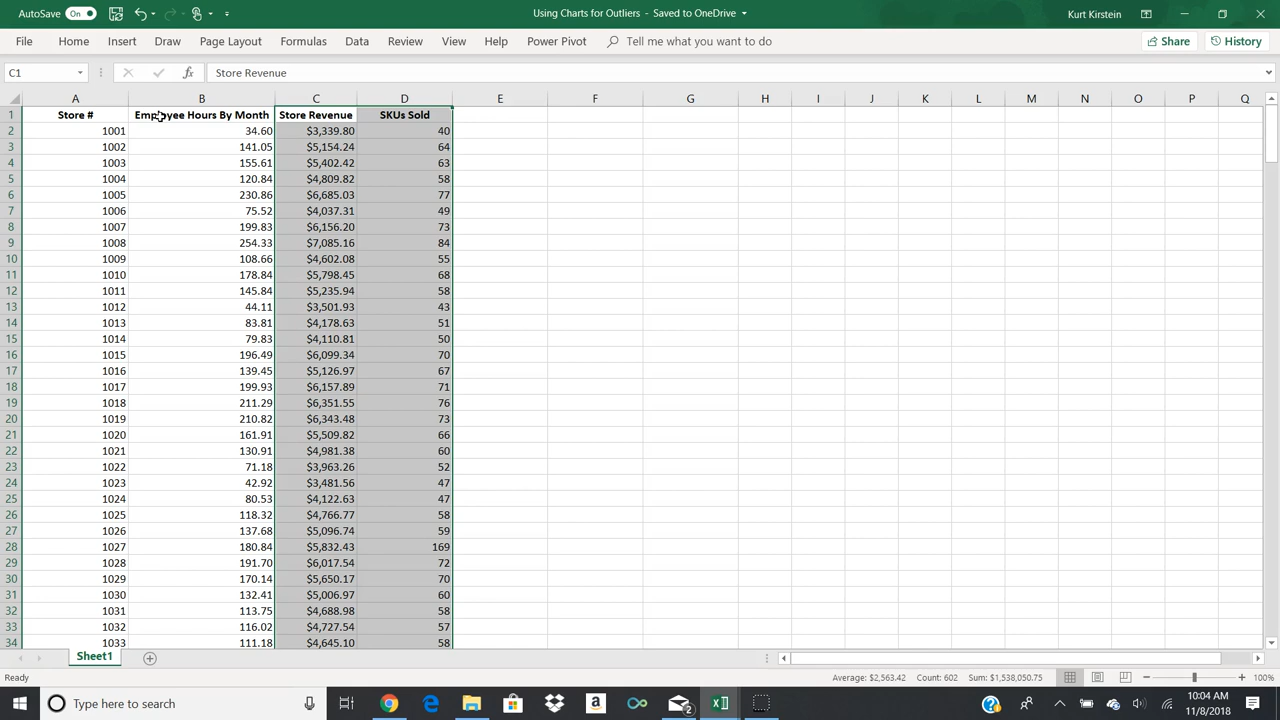 AutoSave On Using Charts for Outliers - Saved to OneDrive Kurt Kirstein
File Home Insert Draw Page Layout Formulas Data Review View Help Power Pivot Tell me what you want to do Share History
C1 fx Store Revenue
A B C D E F G H I J K L M N O P Q
1 Store # Employee Hours By Month Store Revenue SKUs Sold
2 1001 34.60 $3,339.80 40
3 1002 141.05 $5,154.24 64
4 1003 155.61 $5,402.42 63
5 1004 120.84 $4,809.82 58
6 1005 230.86 $6,685.03 77
7 1006 75.52 $4,037.31 49
8 1007 199.83 $6,156.20 73
9 1008 254.33 $7,085.16 84
10 1009 108.66 $4,602.08 55
11 1010 178.84 $5,798.45 68
12 1011 145.84 $5,235.94 58
13 1012 44.11 $3,501.93 43
14 1013 83.81 $4,178.63 51
15 1014 79.83 $4,110.81 50
16 1015 196.49 $6,099.34 70
17 1016 139.45 $5,126.97 67
18 1017 199.93 $6,157.89 71
19 1018 211.29 $6,351.55 76
20 1019 210.82 $6,343.48 73
21 1020 161.91 $5,509.82 66
22 1021 130.91 $4,981.38 60
23 1022 71.18 $3,963.26 52
24 1023 42.92 $3,481.56 47
25 1024 80.53 $4,122.63 47
26 1025 118.32 $4,766.77 58
27 1026 137.68 $5,096.74 59
28 1027 180.84 $5,832.43 169
29 1028 191.70 $6,017.54 72
30 1029 170.14 $5,650.17 70
31 1030 132.41 $5,006.97 60
32 1031 113.75 $4,688.98 58
33 1032 116.02 $4,727.54 57
34 1033 111.18 $4,645.10 58
Sheet1
Ready Average: $2,563.42 Count: 602 Sum: $1,538,050.75 100%
Type here to search 2 10:04 AM
11/8/2018